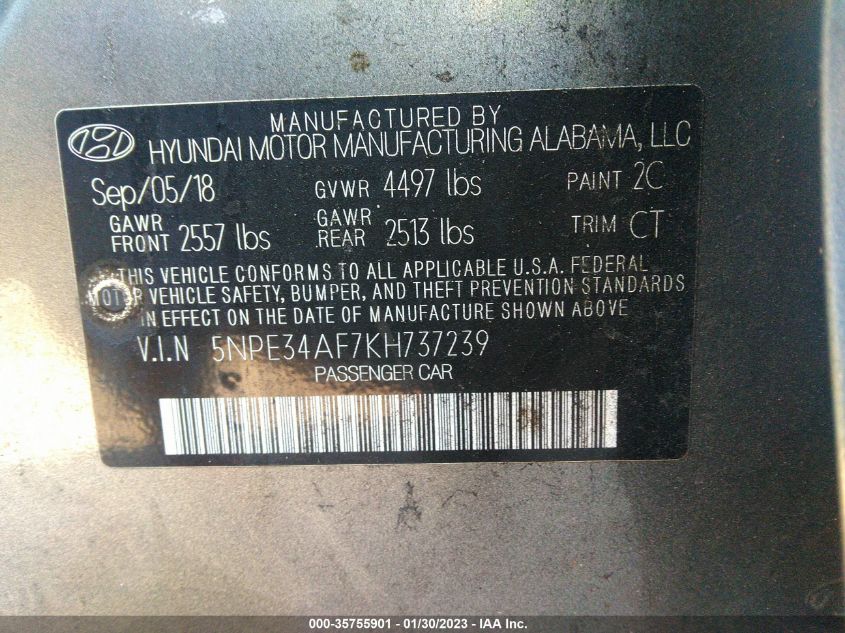 MANUFACTURED BY
HYUNDAI MOTOR MANUFACTURING ALABAMA, LLC
Sep/05/18 GVWR 4497 lbs PAINT 2C
GAWR FRONT 2557 lbs GAWR REAR 2513 lbs TRIM CT
THIS VEHICLE CONFORMS TO ALL APPLICABLE U.S.A. FEDERAL
MOTOR VEHICLE SAFETY, BUMPER, AND THEFT PREVENTION STANDARDS
IN EFFECT ON THE DATE OF MANUFACTURE SHOWN ABOVE
V.I.N 5NPE34AF7KH737239
PASSENGER CAR
000-35755901 - 01/30/2023 - IAA Inc.